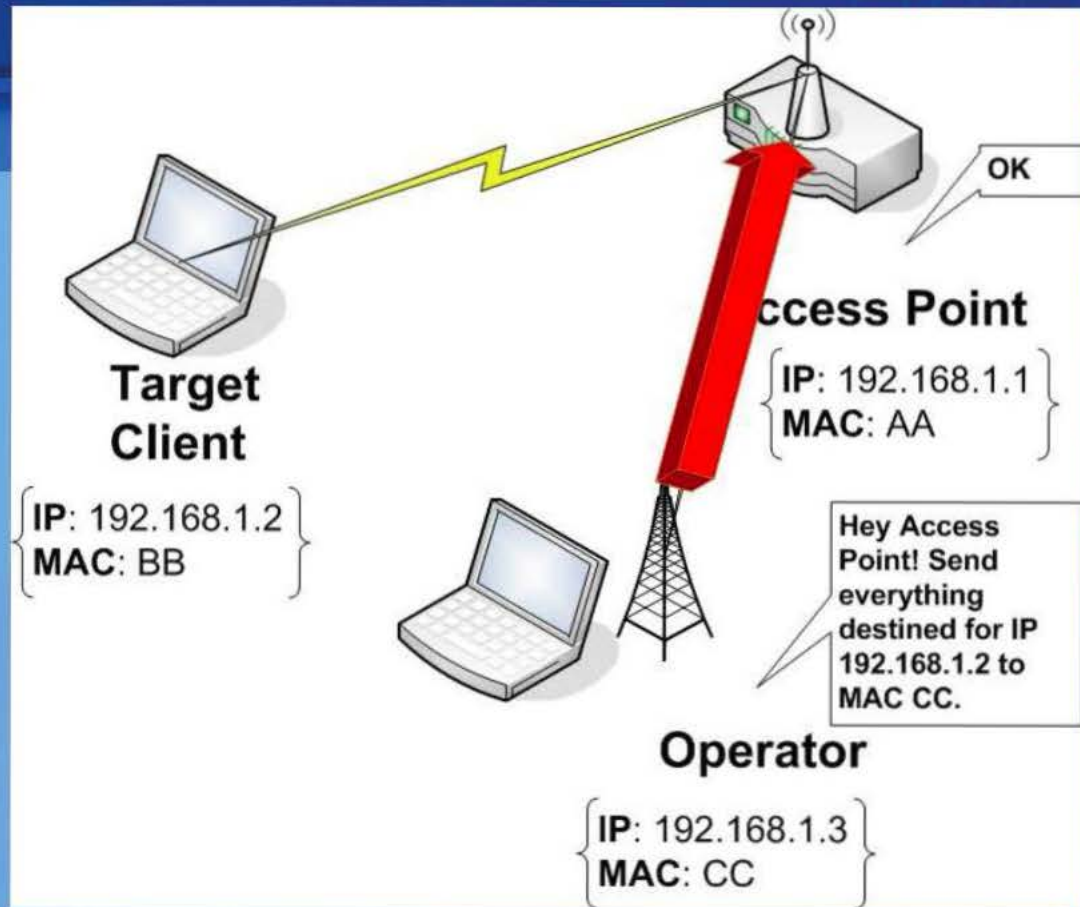 OK
ccess Point
IP: 192.168.1.1
MAC: AA
Target
Client
IP: 192.168.1.2
MAC: BB
Hey Access
Point! Send
everything
destined for IP
192.168.1.2 to
MAC CC.
Operator
IP: 192.168.1.3
MAC: CC